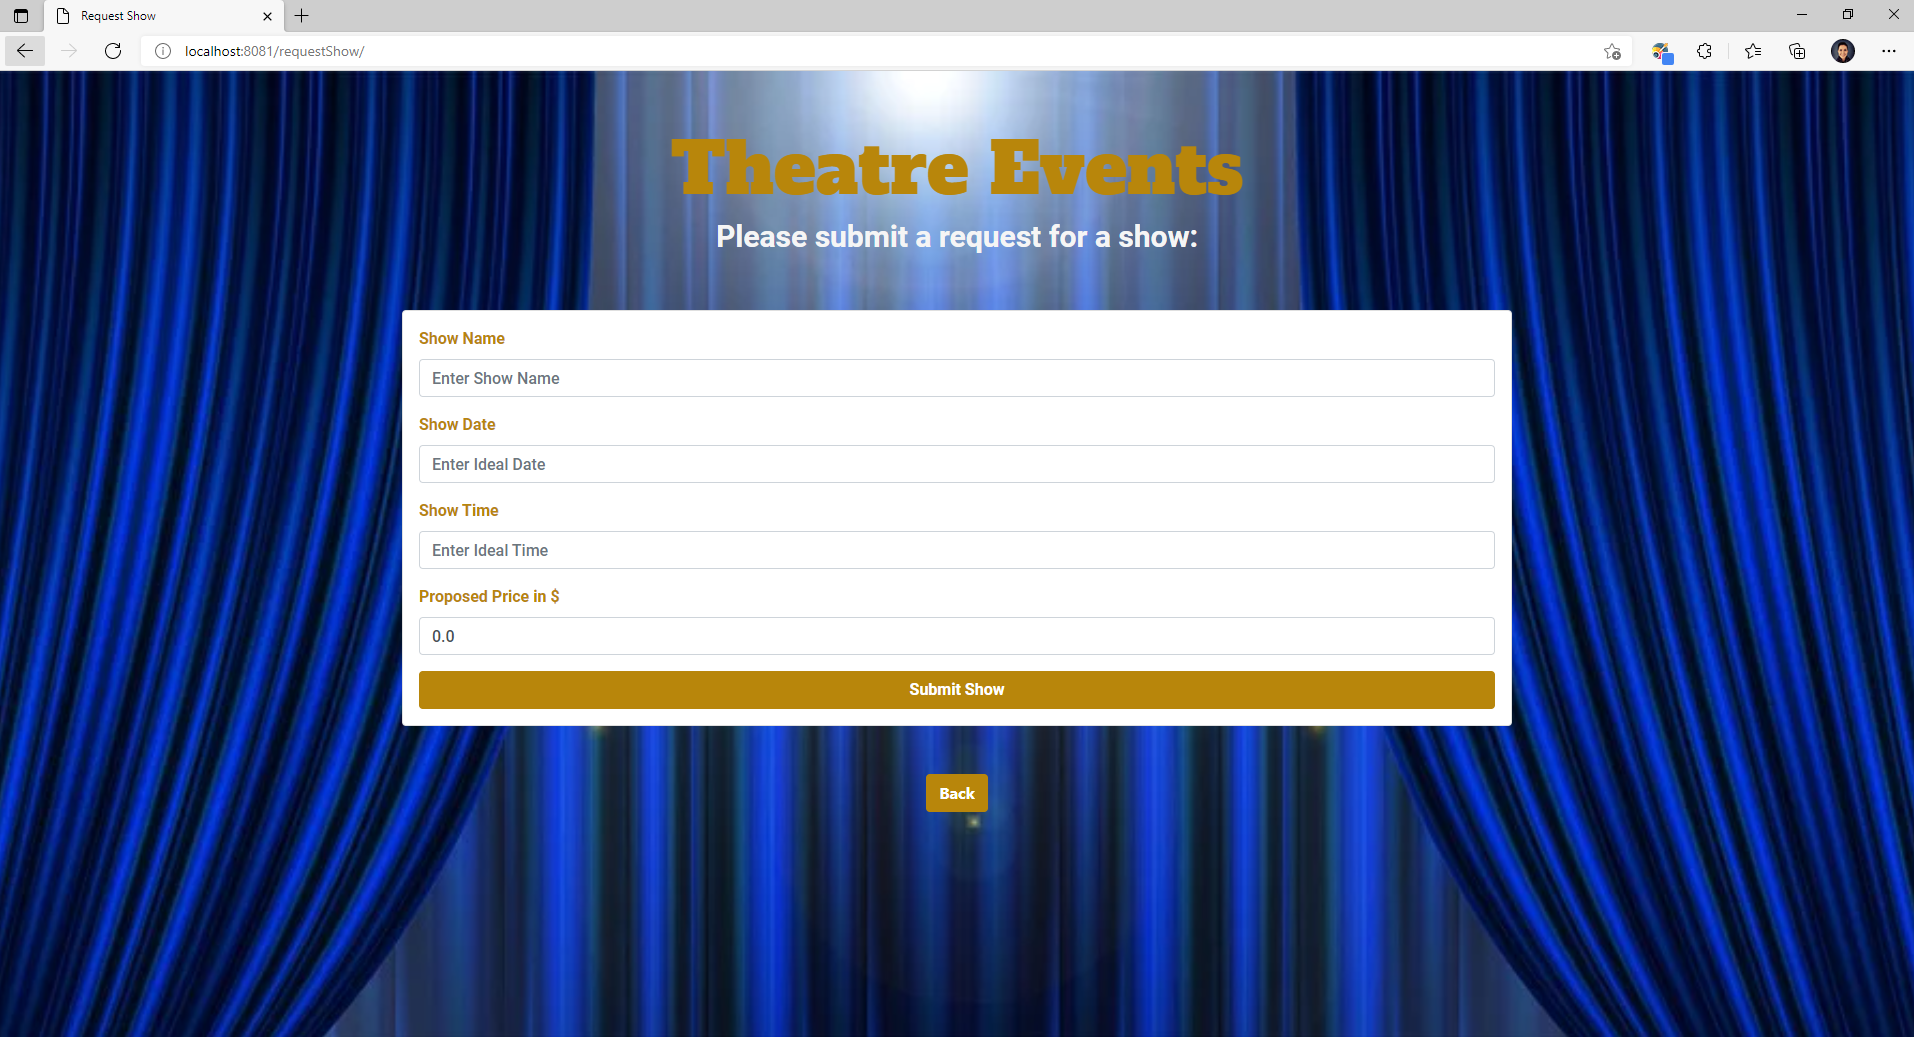 Request Show
localhost:8081/requestShow/
Theatre Events
Please submit a request for a show:
Show Name
Enter Show Name
Show Date
Enter Ideal Date
Show Time
Enter Ideal Time
Proposed Price in $
0.0
Submit Show
Back